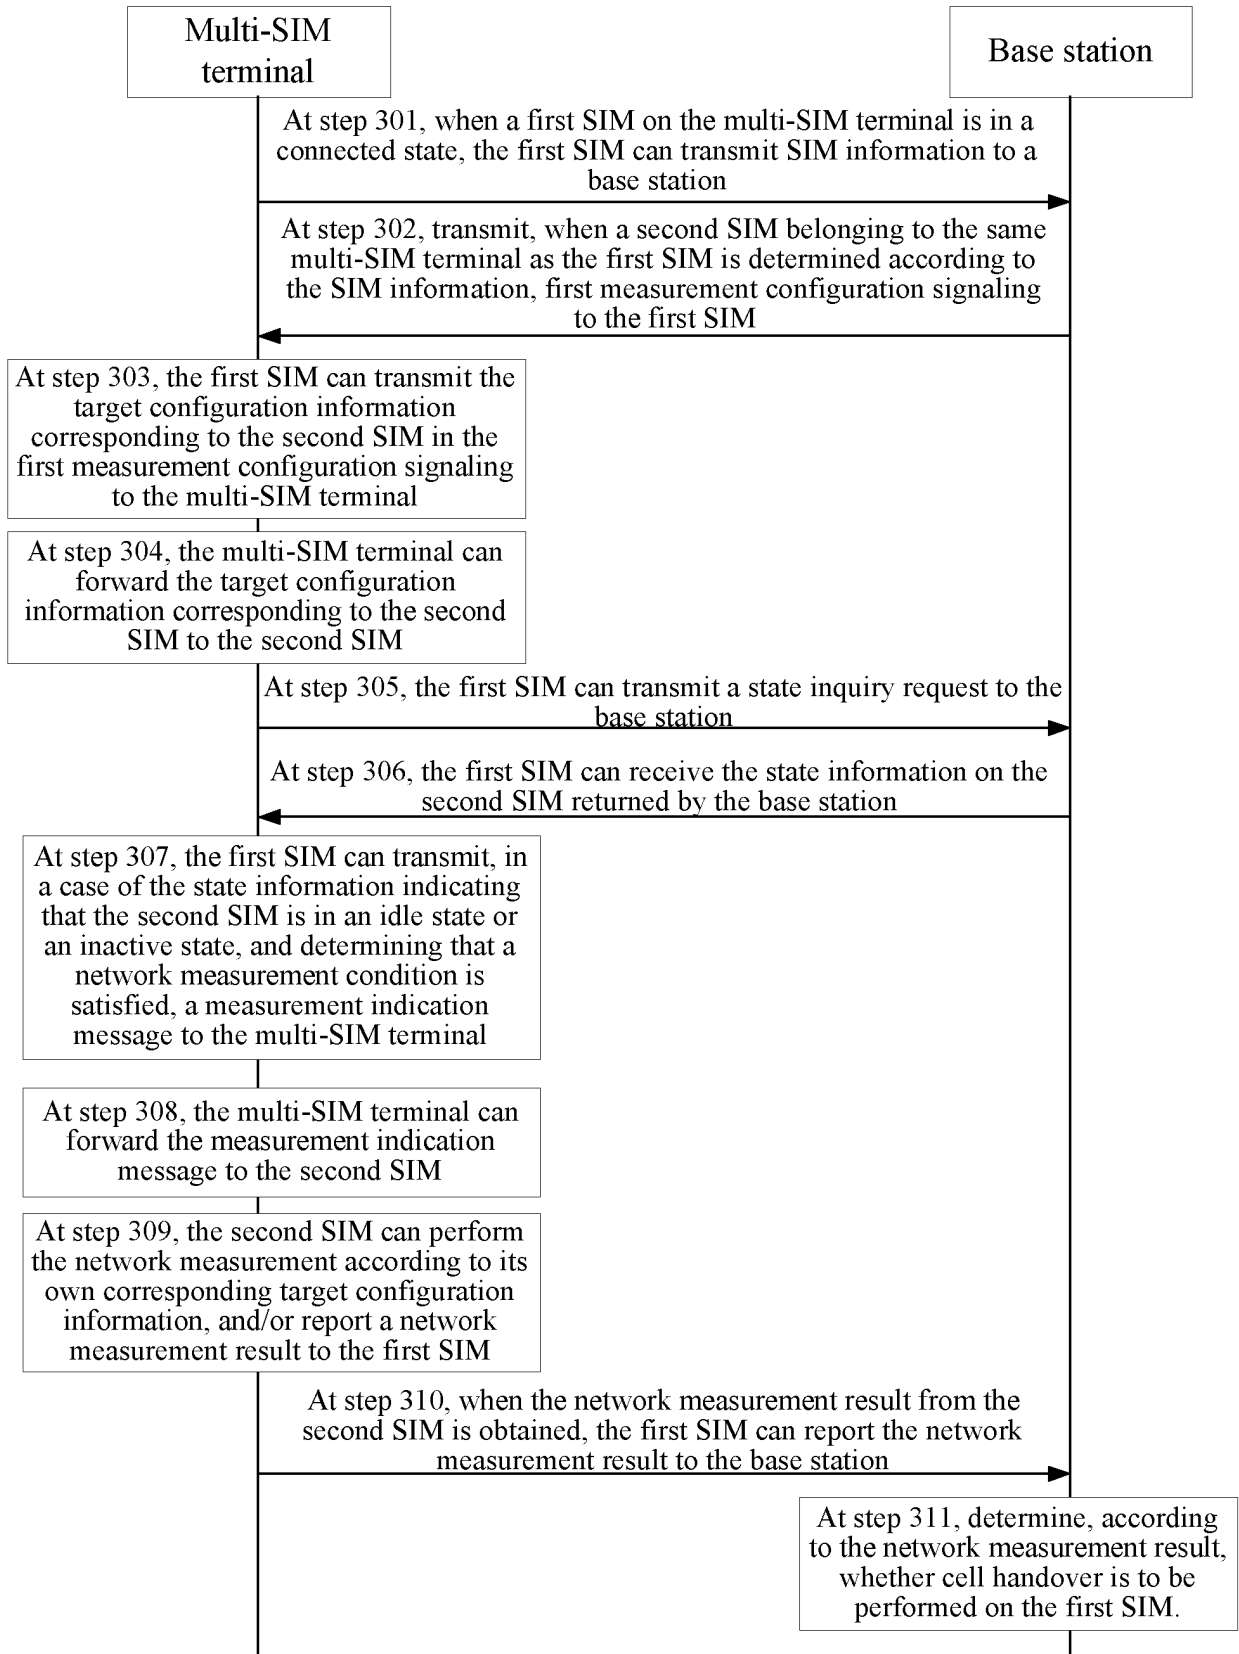 Multi-SIM
terminal
Base station
At step 301, when a first SIM on the multi-SIM terminal is in a
connected state, the first SIM can transmit SIM information to a
base station
At step 302, transmit, when a second SIM belonging to the same
multi-SIM terminal as the first SIM is determined according to
the SIM information, first measurement configuration signaling
to the first SIM
At step 303, the first SIM can transmit the
target configuration information
corresponding to the second SIM in the
first measurement configuration signaling
to the multi-SIM terminal
At step 304, the multi-SIM terminal can
forward the target configuration
information corresponding to the second
SIM to the second SIM
At step 305, the first SIM can transmit a state inquiry request to the
base station
At step 306, the first SIM can receive the state information on the
second SIM returned by the base station
At step 307, the first SIM can transmit, in
a case of the state information indicating
that the second SIM is in an idle state or
an inactive state, and determining that a
network measurement condition is
satisfied, a measurement indication
message to the multi-SIM terminal
At step 308, the multi-SIM terminal can
forward the measurement indication
message to the second SIM
At step 309, the second SIM can perform
the network measurement according to its
own corresponding target configuration
information, and/or report a network
measurement result to the first SIM
At step 310, when the network measurement result from the
second SIM is obtained, the first SIM can report the network
measurement result to the base station
At step 311, determine, according
to the network measurement result,
whether cell handover is to be
performed on the first SIM.